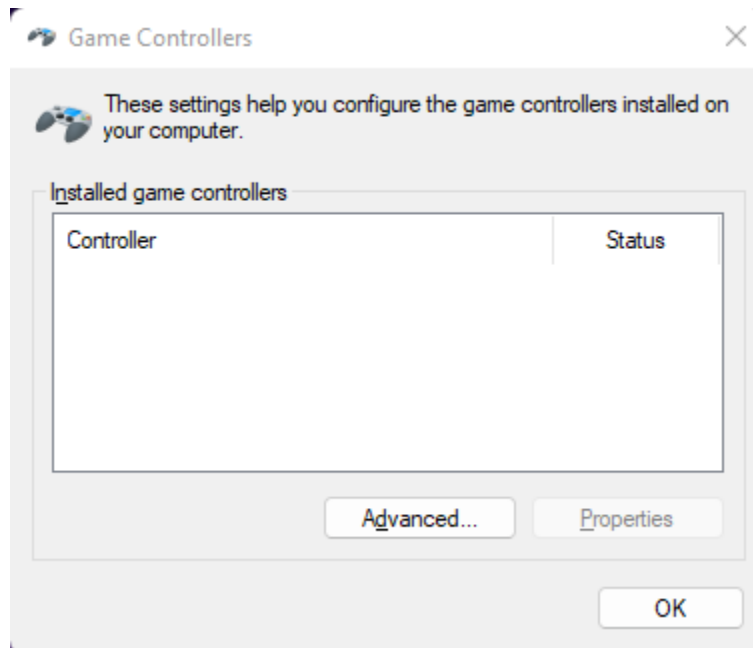 Game Controllers
These settings help you configure the game controllers installed on
your computer.
Installed game controllers
Controller Status
Advanced... Properties
OK